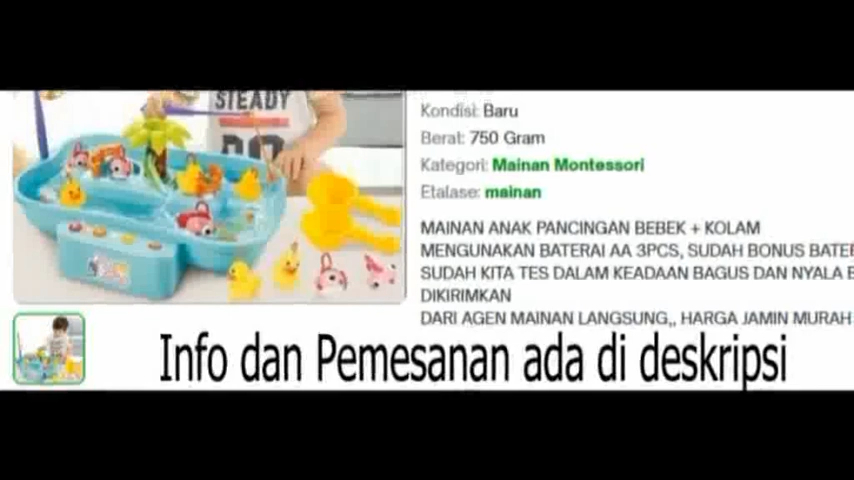 STEADY
Kondisi: Baru
Berat: 750 Gram
Kategori: Mainan Montessori
Etalase: mainan
MAINAN ANAK PANCINGAN BEBEK + KOLAM
MENGUNAKAN BATERAI AA 3PCS, SUDAH BONUS BATE
SUDAH KITA TES DALAM KEADAAN BAGUS DAN NYALA
DIKIRIMKAN
DARI AGEN MAINAN LANGSUNG,, HARGA JAMIN MURAH
Info dan Pemesanan ada di deskripsi